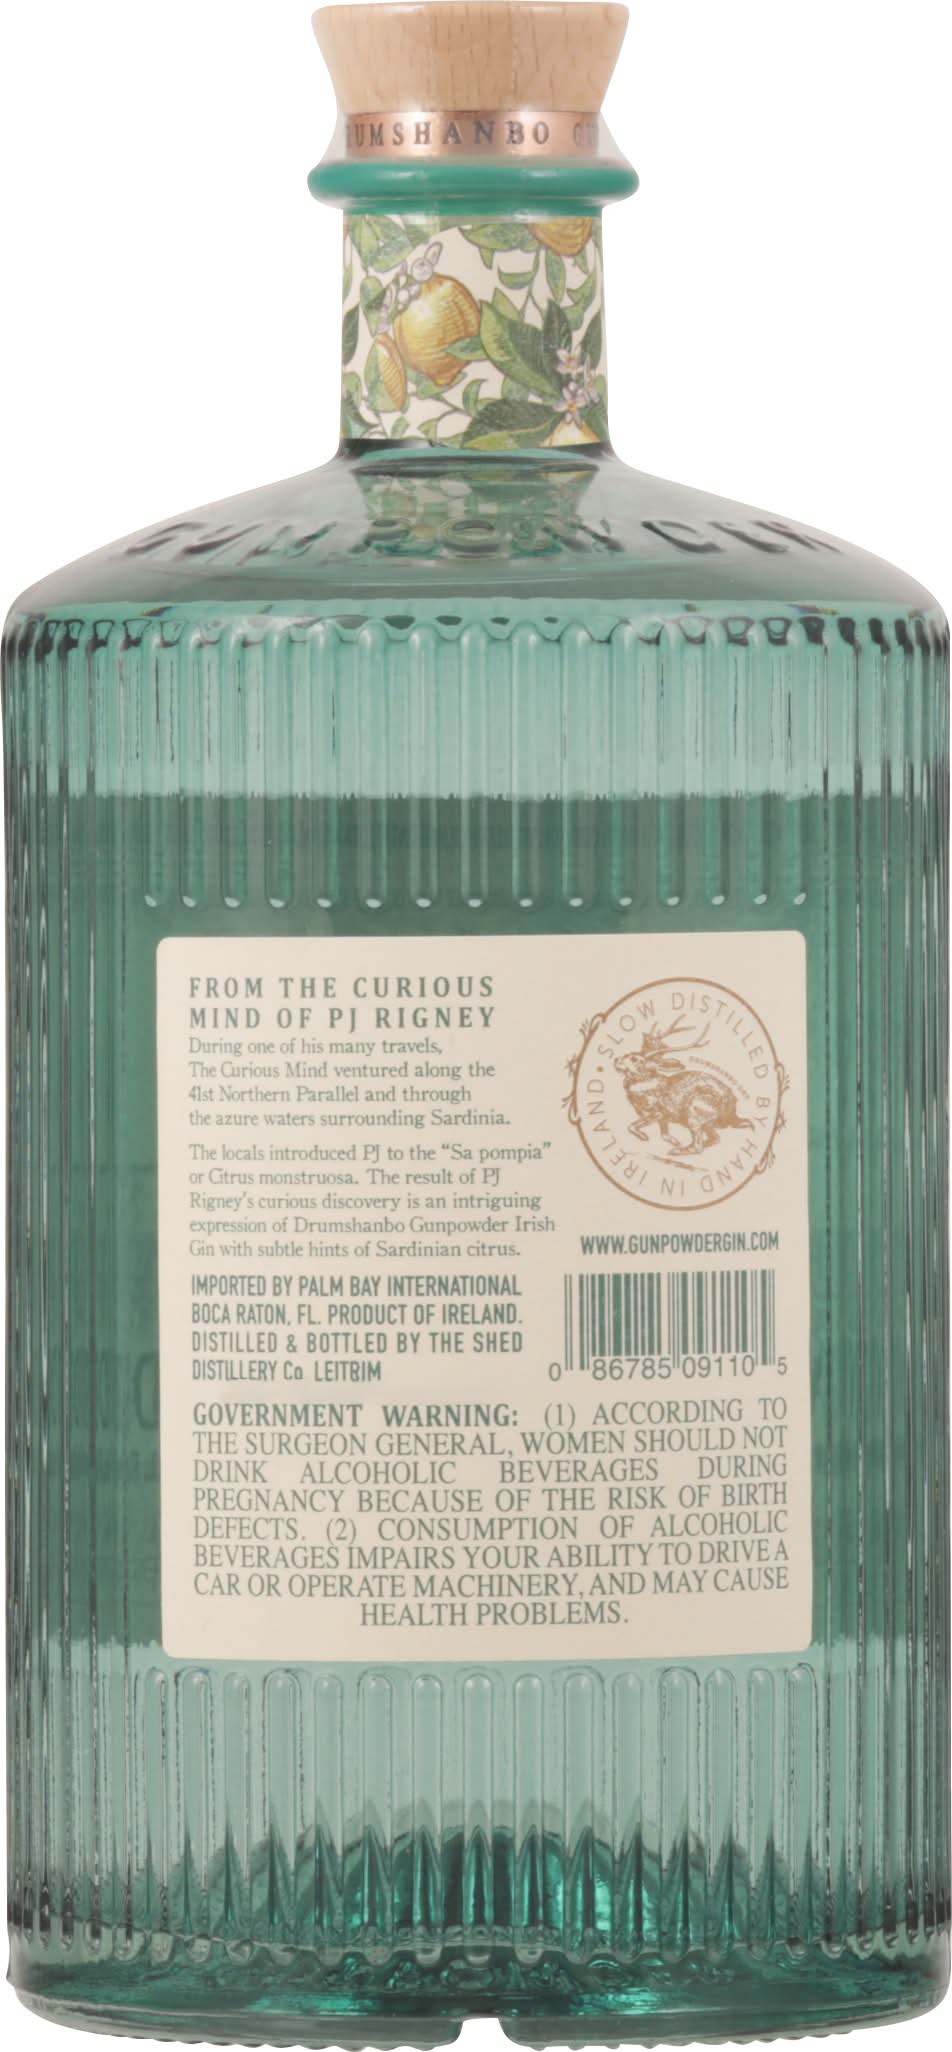 UMSHANBO GU
GUNPOWDER
FROM THE CURIOUS
MIND OF PJ RIGNEY
During one of his many travels,
The Curious Mind ventured along the
41st Northern Parallel and through
the azure waters surrounding Sardinia.
The locals introduced PJ to the “Sa pompia”
or Citrus monstruosa. The result of PJ
Rigney’s curious discovery is an intriguing
expression of Drumshanbo Gunpowder Irish
Gin with subtle hints of Sardinian citrus.
SLOW DISTILLED BY HAND IN IRELAND
WWW.GUNPOWDERGIN.COM
IMPORTED BY PALM BAY INTERNATIONAL
BOCA RATON, FL. PRODUCT OF IRELAND.
DISTILLED & BOTTLED BY THE SHED
DISTILLERY Co LEITRIM
0 86785 09110 5
GOVERNMENT WARNING: (1) ACCORDING TO
THE SURGEON GENERAL, WOMEN SHOULD NOT
DRINK ALCOHOLIC BEVERAGES DURING
PREGNANCY BECAUSE OF THE RISK OF BIRTH
DEFECTS. (2) CONSUMPTION OF ALCOHOLIC
BEVERAGES IMPAIRS YOUR ABILITY TO DRIVE A
CAR OR OPERATE MACHINERY, AND MAY CAUSE
HEALTH PROBLEMS.